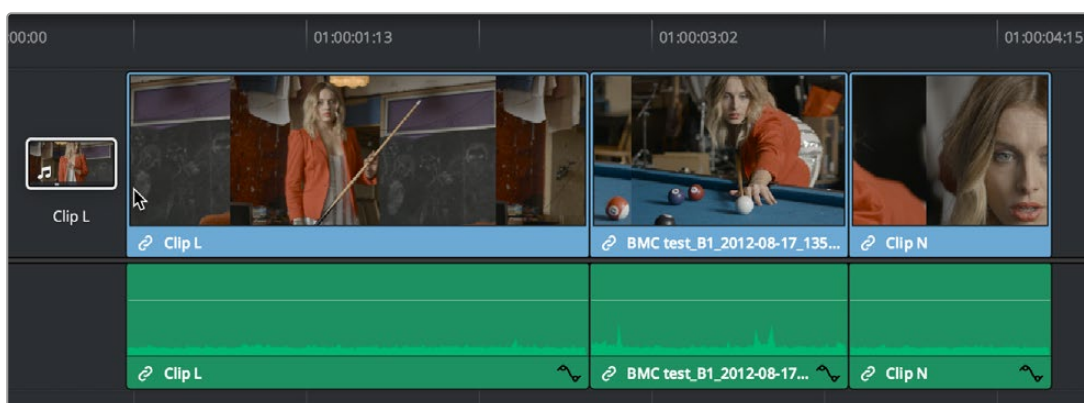 00:00
01:00:01:13
01:00:03:02
01:00:04:15
Clip L
Clip L
BMC test_B1_2012-08-17_135...
Clip N
Clip L
BMC test_B1_2012-08-17...
Clip N